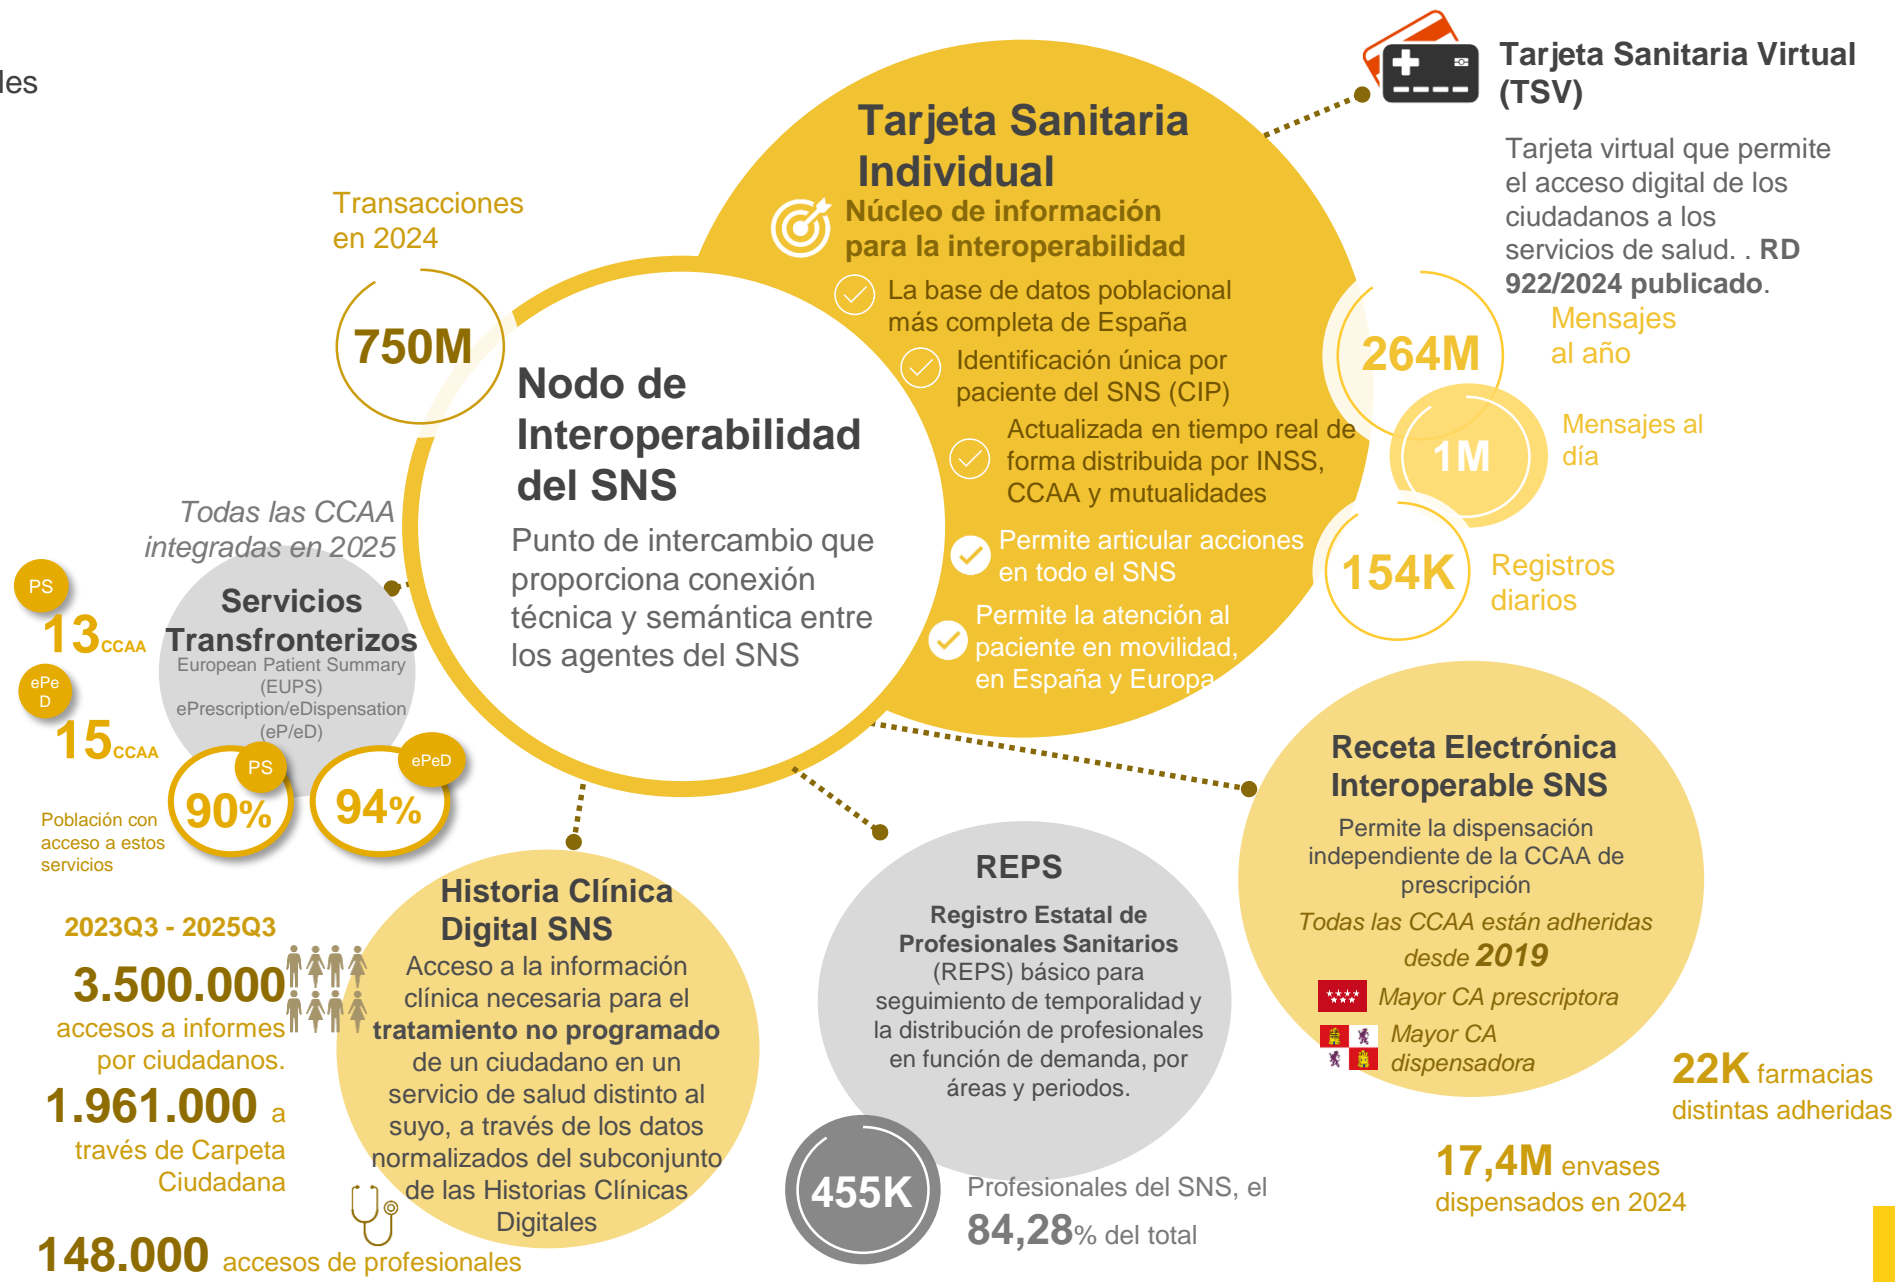 les
Tarjeta Sanitaria Virtual
(TSV)
Tarjeta virtual que permite
el acceso digital de los
ciudadanos a los
servicios de salud. . RD
922/2024 publicado.
Tarjeta Sanitaria
Individual
Núcleo de información
para la interoperabilidad
La base de datos poblacional
más completa de España
Identificación única por
paciente del SNS (CIP)
Actualizada en tiempo real de
forma distribuida por INSS,
CCAA y mutualidades
Permite articular acciones
en todo el SNS
Permite la atención al
paciente en movilidad,
en España y Europa
264M
Mensajes
al año
1M
Mensajes al
día
154K
Registros
diarios
Transacciones
en 2024
750M
Nodo de
Interoperabilidad
del SNS
Punto de intercambio que
proporciona conexión
técnica y semántica entre
los agentes del SNS
Todas las CCAA
integradas en 2025
Servicios
Transfronterizos
European Patient Summary
(EUPS)
ePrescription/eDispensation
(eP/eD)
PS
13 CCAA
ePe
D
15 CCAA
PS
90%
ePeD
94%
Población con
acceso a estos
servicios
2023Q3 - 2025Q3
3.500.000
accesos a informes
por ciudadanos.
1.961.000 a
través de Carpeta
Ciudadana
148.000 accesos de profesionales
Historia Clínica
Digital SNS
Acceso a la información
clínica necesaria para el
tratamiento no programado
de un ciudadano en un
servicio de salud distinto al
suyo, a través de los datos
normalizados del subconjunto
de las Historias Clínicas
Digitales
REPS
Registro Estatal de
Profesionales Sanitarios
(REPS) básico para
seguimiento de temporalidad y
la distribución de profesionales
en función de demanda, por
áreas y periodos.
455K
Profesionales del SNS, el
84,28% del total
Receta Electrónica
Interoperable SNS
Permite la dispensación
independiente de la CCAA de
prescripción
Todas las CCAA están adheridas
desde 2019
Mayor CA prescriptora
Mayor CA
dispensadora
22K farmacias
distintas adheridas
17,4M envases
dispensados en 2024